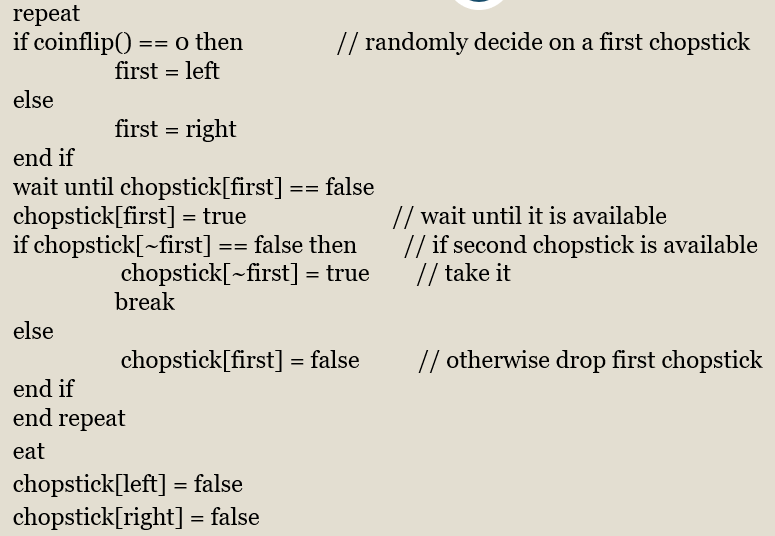 repeat
if coinflip() == 0 then // randomly decide on a first chopstick
first = left
else
first = right
end if
wait until chopstick[first] == false
chopstick[first] = true // wait until it is available
if chopstick[~first] == false then // if second chopstick is available
chopstick[~first] = true // take it
break
else
chopstick[first] = false // otherwise drop first chopstick
end if
end repeat
eat
chopstick[left] = false
chopstick[right] = false